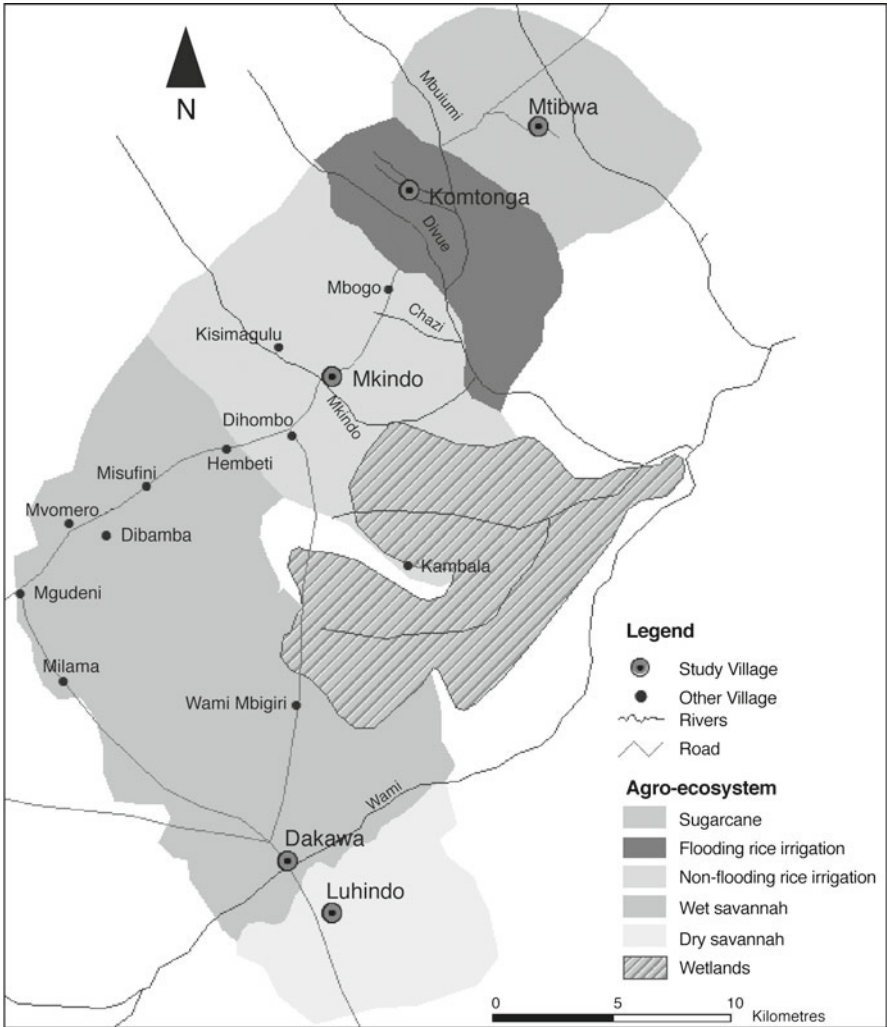 N
Mbuiumi
Mtibwa
Komtonga
Divue
Mbogo
Chazi
Kisimagulu
Mkindo
Mkindo
Dihombo
Hembeti
Misufini
Mvomero
Dibamba
Kambala
Mgudeni
Milama
Wami Mbigiri
Wami
Dakawa
Luhindo
Legend
Study Village
Other Village
Rivers
Road
Agro-ecosystem
Sugarcane
Flooding rice irrigation
Non-flooding rice irrigation
Wet savannah
Dry savannah
Wetlands
0 5 10
Kilometres